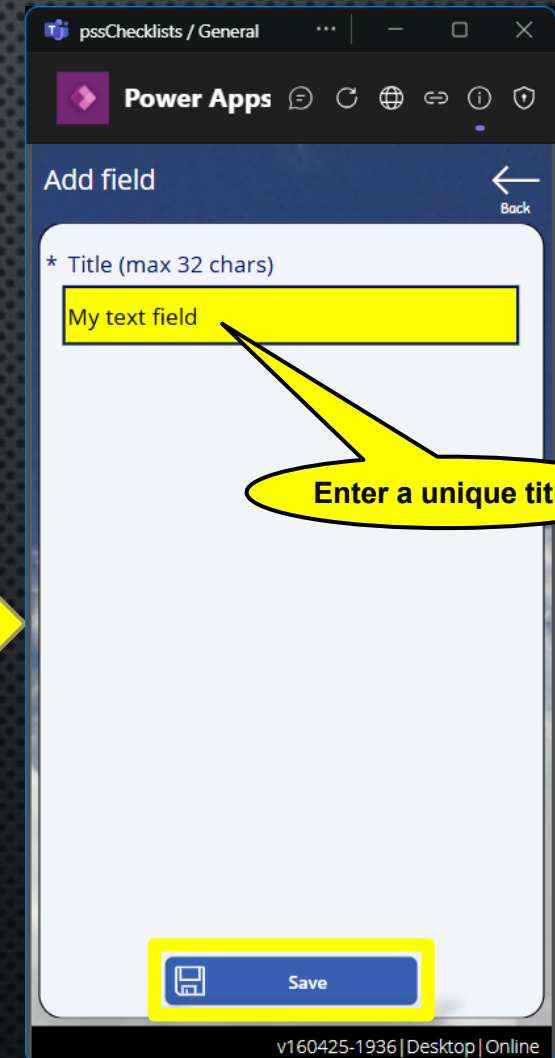 pssChecklists / General
Power Apps
Add field
Back
* Title (max 32 chars)
My text field
Enter a unique tit
Save
v160425-1936|Desktop|Online